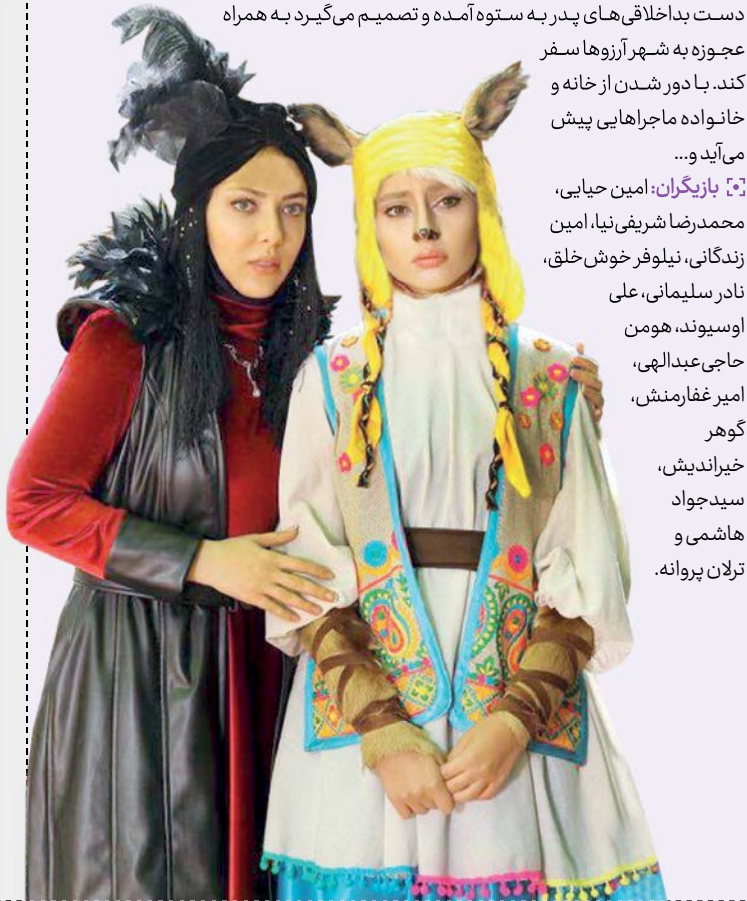 دست بداخلاقی‌های پدر به ستوه آمده و تصمیم می‌گیرد به همراه
عجوزه به شهر آرزوها سفر
کند. با دور شدن از خانه و
خانواده ماجراهایی پیش
می‌آید و...
بازیگران: امین حیایی،
محمدرضا شریفی‌نیا، امین
زندگانی، نیلوفر خوش‌خلق،
نادر سلیمانی، علی
اوسیوند، هومن
حاجی‌عبدالهی،
امیر غفارمنش،
گوهر
خیراندیش،
سیدجواد
هاشمی و
ترلان پروانه.